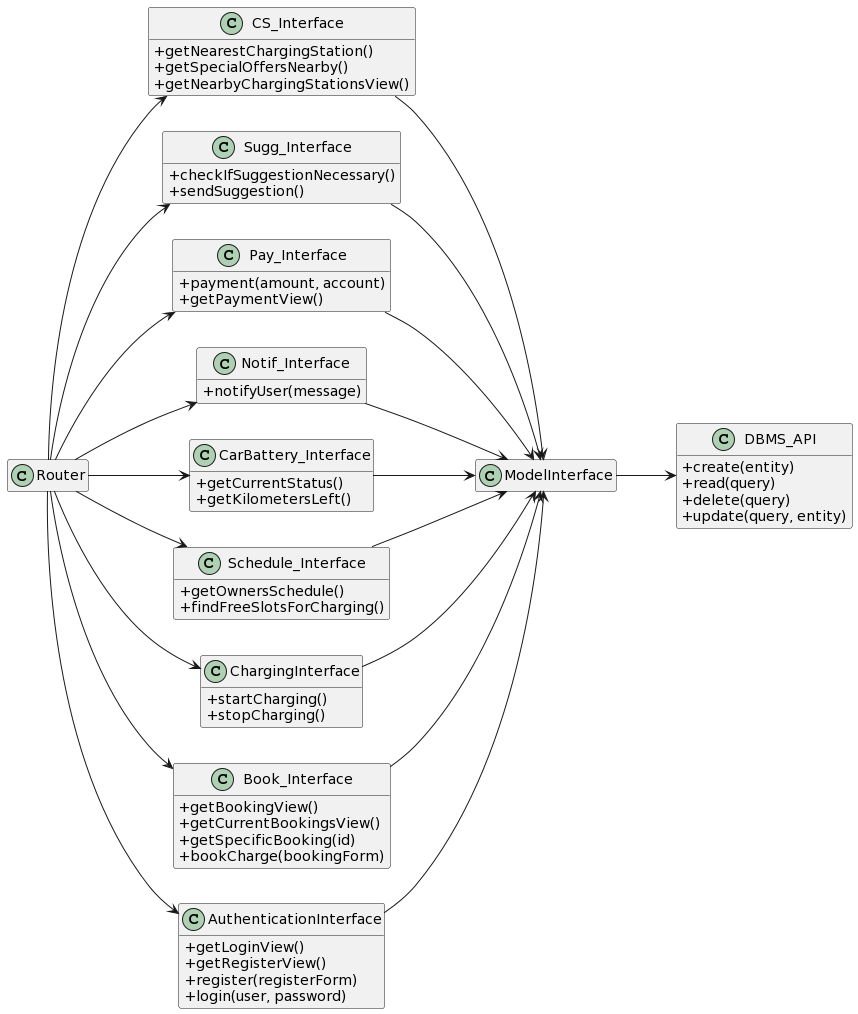 C CS_Interface
+getNearestChargingStation()
+getSpecialOffersNearby()
+getNearbyChargingStationsView()
C Sugg_Interface
+checkIfSuggestionNecessary()
+sendSuggestion()
C Pay_Interface
+payment(amount, account)
+getPaymentView()
C Notif_Interface
+notifyUser(message)
C Router
C CarBattery_Interface
+getCurrentStatus()
+getKilometersLeft()
C ModelInterface
C DBMS_API
+create(entity)
+read(query)
+delete(query)
+update(query, entity)
C Schedule_Interface
+getOwnersSchedule()
+findFreeSlotsForCharging()
C ChargingInterface
+startCharging()
+stopCharging()
C Book_Interface
+getBookingView()
+getCurrentBookingsView()
+getSpecificBooking(id)
+bookCharge(bookingForm)
C AuthenticationInterface
+getLoginView()
+getRegisterView()
+register(registerForm)
+login(user, password)